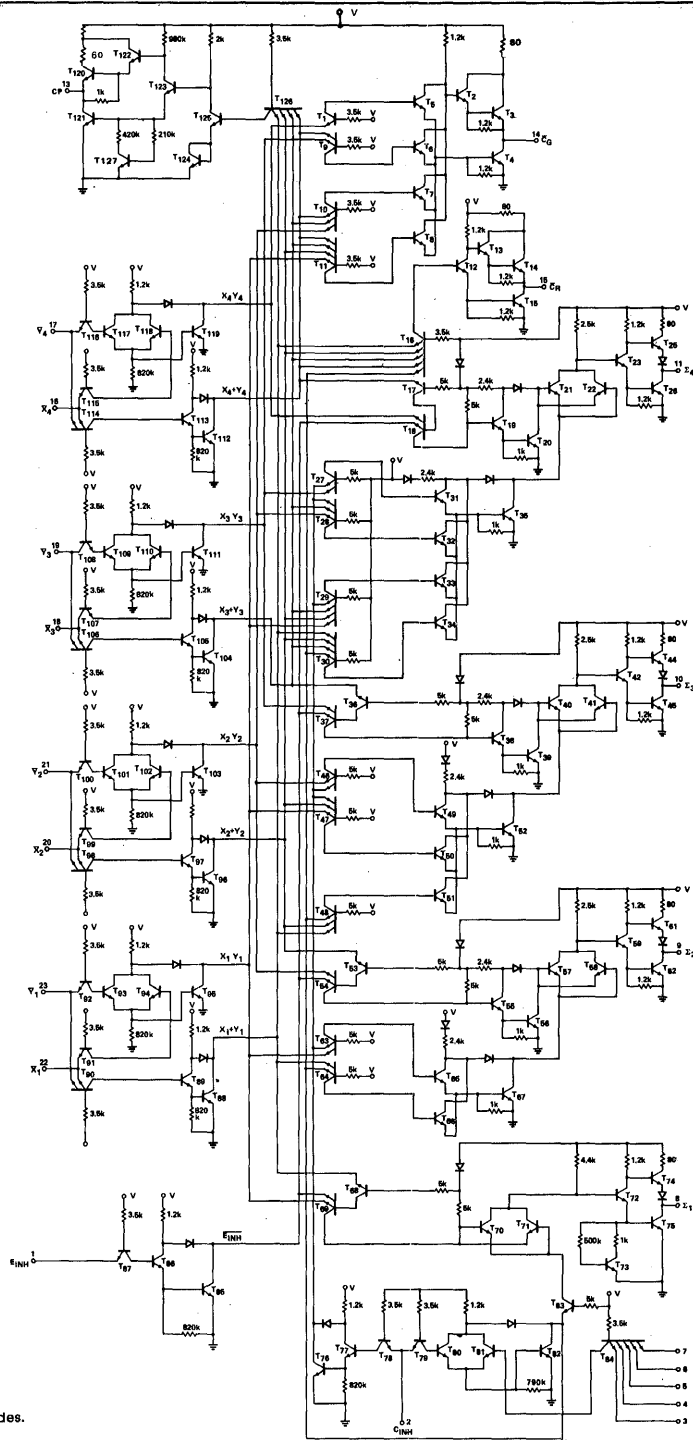 V
60
980k
2k
3.5k
1.2k
80
T120
T122
13
CP
1k
T123
T121
420k
210k
T125
T127
T124
T126
T1
3.5k
V
T5
T2
T3
1.2k
T9
3.5k
V
T6
14
C̄G
T4
1.2k
T10
3.5k
V
T7
T11
3.5k
V
T8
V
80
1.2k
T13
T12
T14
1.2k
15
C̄R
T15
1.2k
V
3.5k
V
1.2k
X4Y4
17
Y̅4
T116
T117
T118
T119
820k
V
3.5k
V
1.2k
16
X̅4
T115
T114
X4+Y4
T113
T112
820
k
3.5k
V
T16
3.5k
T17
5k
2.4k
5k
T18
T19
T20
1k
V
2.5k
1.2k
80
T25
T23
11
Σ4
T21
T22
T26
1.2k
V
T27
5k
2.4k
T31
T28
5k
T35
1k
T32
T29
5k
T33
T30
5k
T34
V
3.5k
V
1.2k
X3Y3
19
Y̅3
T108
T109
T110
T111
820k
V
3.5k
V
1.2k
18
X̅3
T107
T106
X3+Y3
T105
T104
820
k
3.5k
V
T36
5k
2.4k
5k
T37
T38
T39
1k
V
2.5k
1.2k
80
T44
T42
10
Σ3
T40
T41
T45
1.2k
V
3.5k
V
1.2k
X2Y2
21
Y̅2
T100
T101
T102
T103
820k
V
3.5k
V
20
X̅2
T99
T98
X2+Y2
T97
T96
820
k
3.5k
T46
5k
V
V
2.4k
T47
5k
V
T49
T52
1k
T50
T48
5k
V
T51
T53
5k
2.4k
5k
T54
T55
T56
1k
V
2.5k
1.2k
80
T61
T59
9
Σ2
T57
T58
T62
1.2k
V
3.5k
V
1.2k
X1Y1
23
Y̅1
T92
T93
T94
T95
820k
V
3.5k
V
1.2k
22
X̅1
T91
T90
X1+Y1
T89
T88
820
k
3.5k
T63
5k
V
V
2.4k
T64
5k
V
T65
T67
1k
T66
T68
5k
T69
5k
T70
T71
4.4k
1.2k
80
T74
T72
8
Σ1
T75
500k
1k
T73
V
3.5k
V
1.2k
1
EINH
T87
T86
E̅I̅N̅H̅
T85
820k
V
1.2k
3.5k
3.5k
1.2k
T83
5k
V
3.5k
T76
T77
T78
T79
T80
T81
T82
T84
820k
790k
2
CINH
7
6
5
4
3
des.